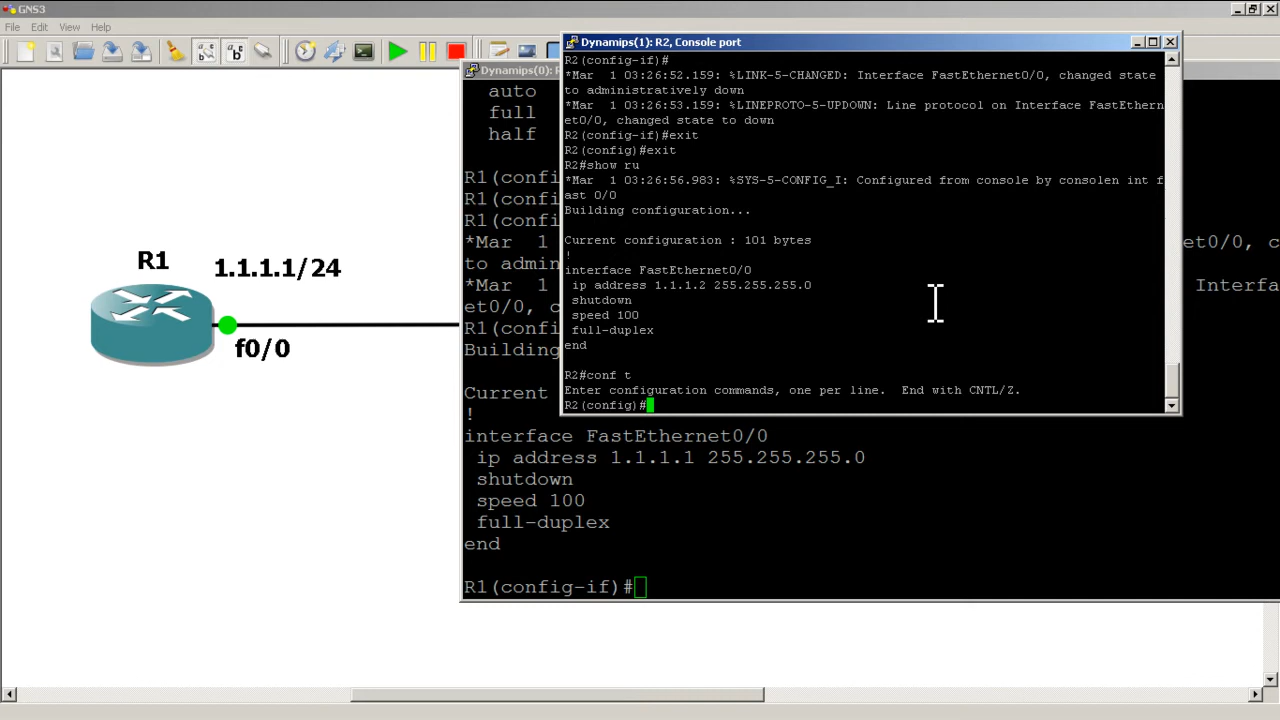 GNS3
File Edit View Help
Dynamips(1): R2, Console port
R2(config-if)#
*Mar  1 03:26:52.159: %LINK-5-CHANGED: Interface FastEthernet0/0, changed state
to administratively down
*Mar  1 03:26:53.159: %LINEPROTO-5-UPDOWN: Line protocol on Interface FastEthern
et0/0, changed state to down
R2(config-if)#exit
R2(config)#exit
R2#show ru
*Mar  1 03:26:56.983: %SYS-5-CONFIG_I: Configured from console by consolen int f
ast 0/0
Building configuration...
Current configuration : 101 bytes
!
interface FastEthernet0/0
 ip address 1.1.1.2 255.255.255.0
 shutdown
 speed 100
 full-duplex
end
R2#conf t
Enter configuration commands, one per line.  End with CNTL/Z.
R2(config)#
Dynamips(0):
auto
full
half
R1(confi
R1(confi
R1(confi
*Mar  1 et0/0, c
to admin
*Mar  1 Interfa
et0/0, c
R1(confi
Building
Current
!
interface FastEthernet0/0
 ip address 1.1.1.1 255.255.255.0
 shutdown
 speed 100
 full-duplex
end
R1(config-if)#
R1
1.1.1.1/24
f0/0